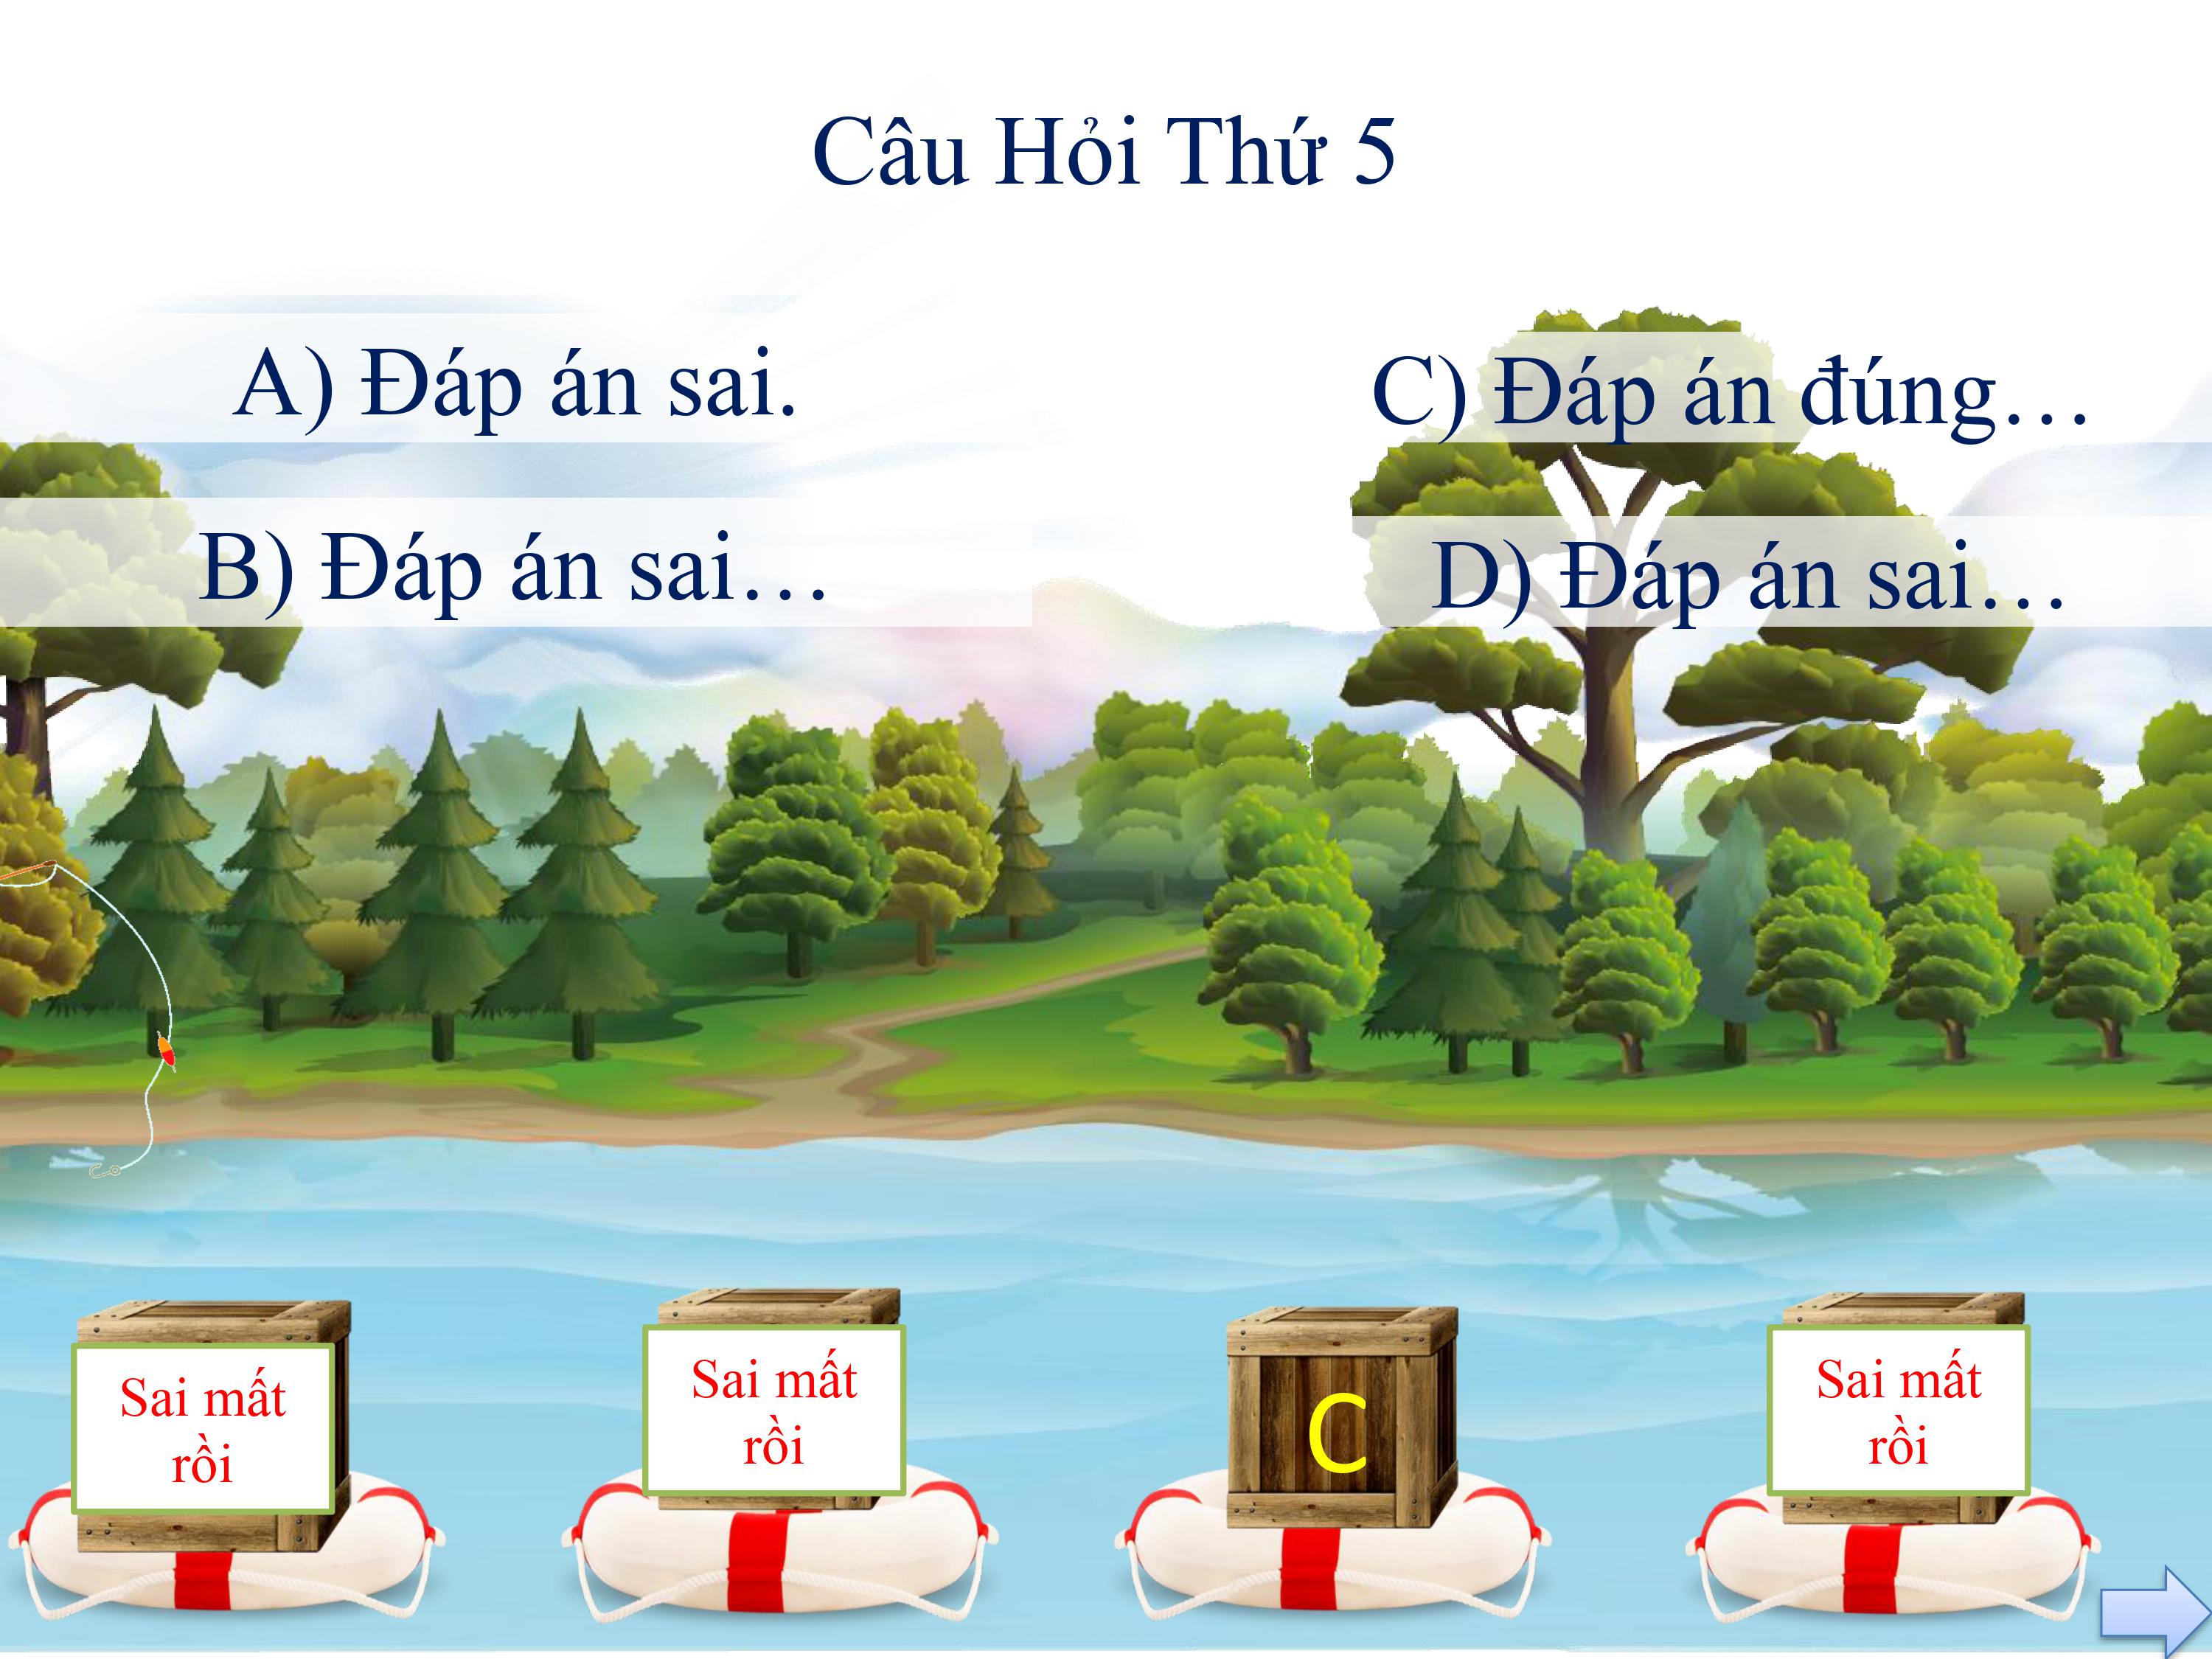 Câu Hỏi Thứ 5
A) Đáp án sai.
C) Đáp án đúng…
B) Đáp án sai…
D) Đáp án sai…
Sai mất
rồi
Sai mất
rồi
C
Sai mất
rồi